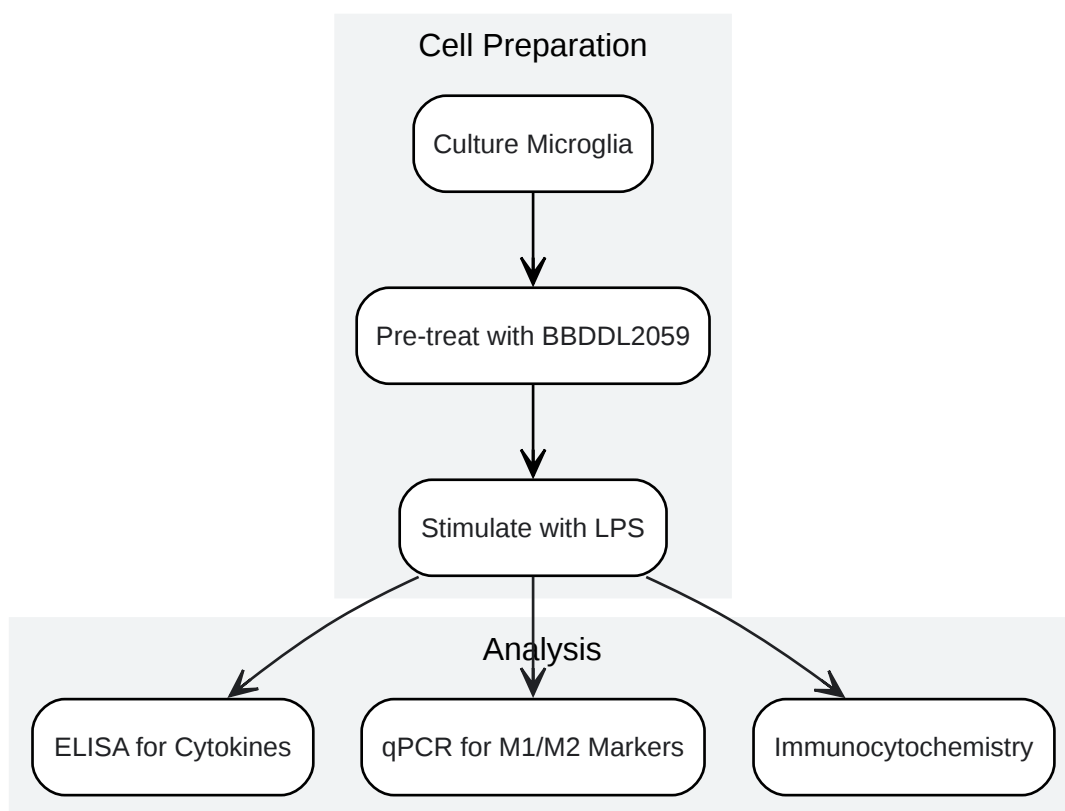 Cell Preparation
Culture Microglia
Pre-treat with BBDDL2059
Stimulate with LPS
Analysis
ELISA for Cytokines
qPCR for M1/M2 Markers
Immunocytochemistry